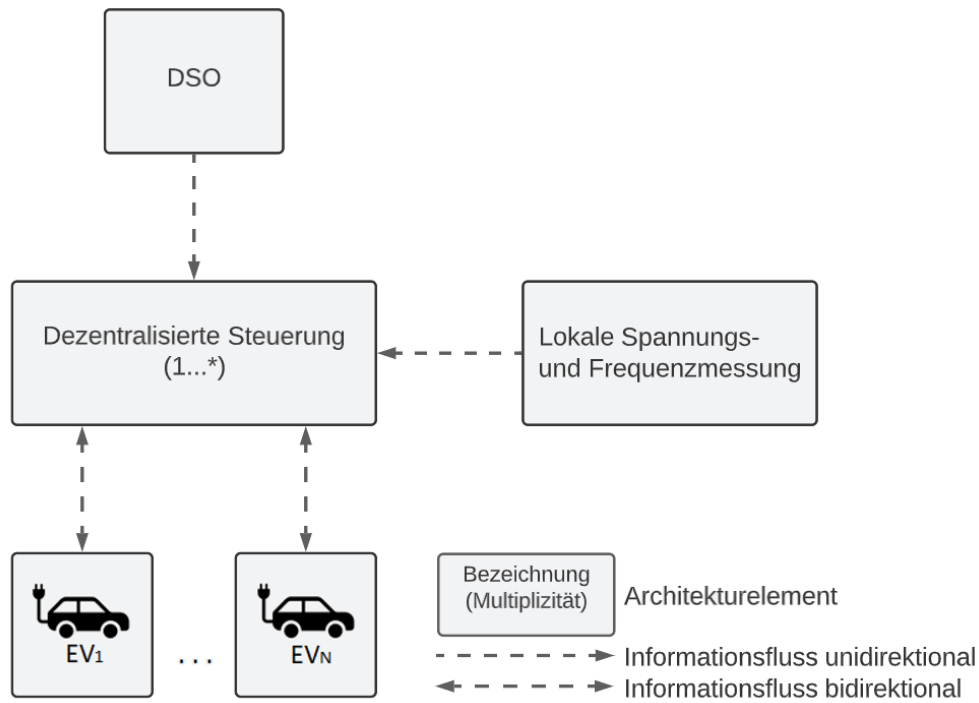 DSO
Dezentralisierte Steuerung
(1...*)
Lokale Spannungs-
und Frequenzmessung
EV1
...
EVN
Bezeichnung
(Multiplizität)
Architekturelement
Informationsfluss unidirektional
Informationsfluss bidirektional